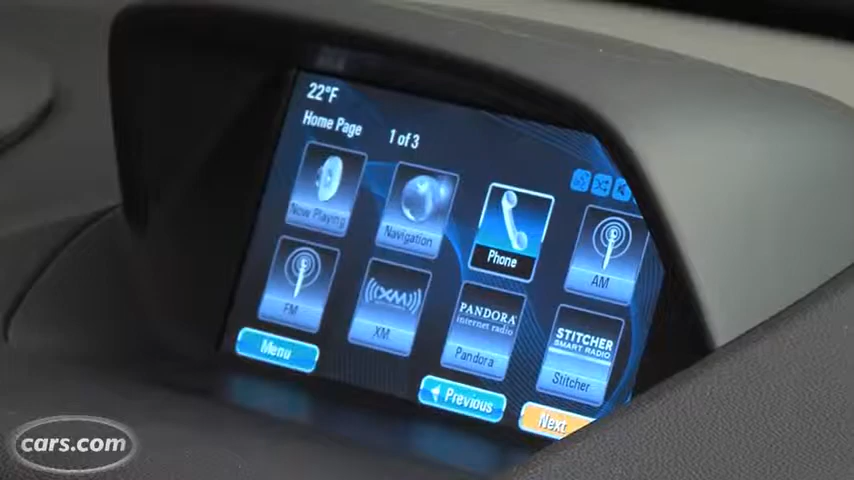 22°F
Home Page 1 of 3
Now Playing
Navigation
Phone
AM
FM
XM
XM
PANDORA
internet radio
Pandora
STITCHER
SMART RADIO
Stitcher
Menu
Previous
Next
cars.com